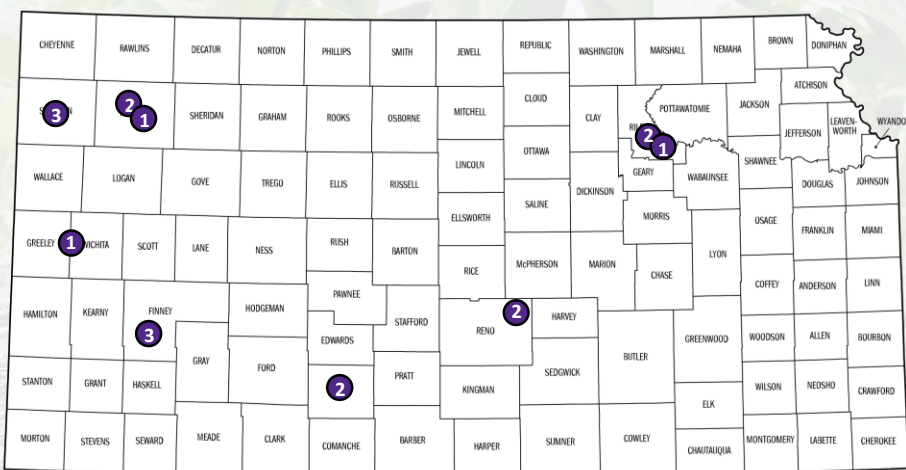 CHEYENNE RAWLINS DECATUR NORTON PHILLIPS SMITH JEWELL REPUBLIC WASHINGTON MARSHALL NEMAHA BROWN DONIPHAN
ATCHISON
3 2 1 SHERIDAN GRAHAM ROOKS OSBORNE MITCHELL CLOUD CLAY 2 1 POTTAWATOMIE JACKSON JEFFERSON LEAVEN-
WORTH
WALLACE LOGAN GOVE TREGO ELLIS RUSSELL LINCOLN OTTAWA DICKINSON GEARY WABAUNSEE SHAWNEE DOUGLAS JOHNSON
SALINE MORRIS OSAGE
GREELEY 1 SCOTT LANE NESS RUSH BARTON ELLSWORTH LYON FRANKLIN MIAMI
RICE McPHERSON MARION CHASE
HAMILTON KEARNY FINNEY HODGEMAN PAWNEE STAFFORD COFFEY ANDERSON LINN
3 EDWARDS RENO 2 HARVEY BUTLER GREENWOOD WOODSON ALLEN BOURBON
GRAY FORD SEDGWICK
STANTON GRANT HASKELL 2 PRATT KINGMAN ELK WILSON NEOSHO CRAWFORD
MORTON STEVENS SEWARD MEADE CLARK COMANCHE BARBER HARPER SUMNER COWLEY CHAUTAUQUA MONTGOMERY LABETTE CHEROKEE